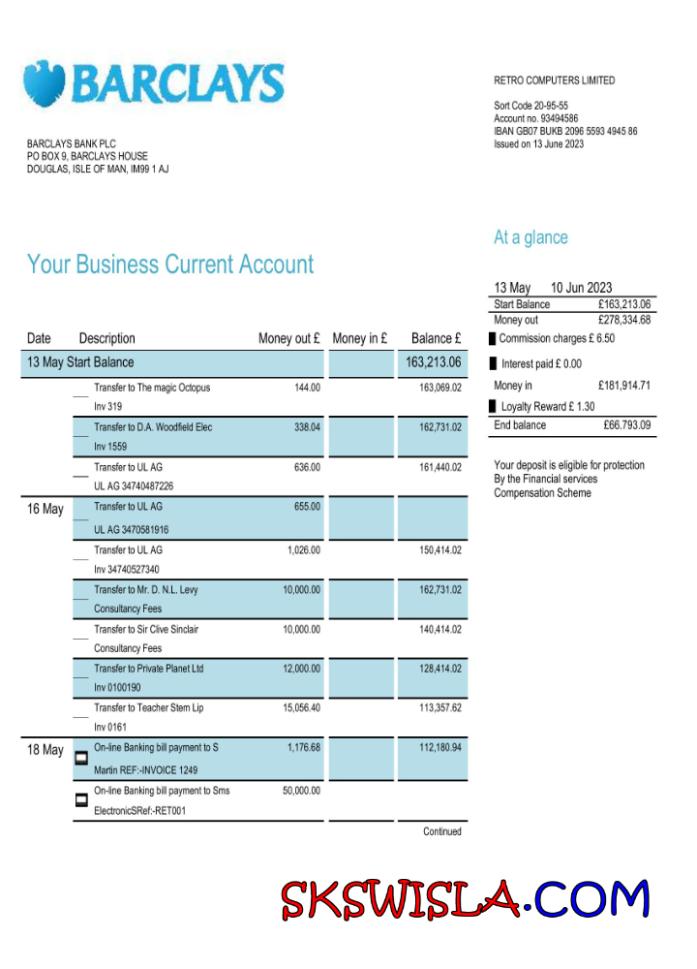 BARCLAYS
BARCLAYS BANK PLC
PO BOX 9, BARCLAYS HOUSE
DOUGLAS, ISLE OF MAN, IM99 1 AJ
RETRO COMPUTERS LIMITED
Sort Code 20-95-55
Account no. 93494586
IBAN GB07 BUKB 2096 5593 4945 86
Issued on 13 June 2023
Your Business Current Account
Date Description Money out £ Money in £ Balance £
13 May Start Balance 163,213.06
Transfer to The magic Octopus 144.00 163,069.02
Inv 319
Transfer to D.A. Woodfield Elec 338.04 162,731.02
Inv 1559
Transfer to UL AG 636.00 161,440.02
UL AG 34740487226
16 May Transfer to UL AG 655.00
UL AG 3470581916
Transfer to UL AG 1,026.00 150,414.02
Inv 34740527340
Transfer to Mr. D. N.L. Levy 10,000.00 162,731.02
Consultancy Fees
Transfer to Sir Clive Sinclair 10,000.00 140,414.02
Consultancy Fees
Transfer to Private Planet Ltd 12,000.00 128,414.02
Inv 0100190
Transfer to Teacher Stem Lip 15,056.40 113,357.62
Inv 0161
18 May On-line Banking bill payment to S 1,176.68 112,180.94
Martin REF:-INVOICE 1249
On-line Banking bill payment to Sms 50,000.00
ElectronicSRef:-RET001
Continued
At a glance
13 May 10 Jun 2023
Start Balance £163,213.06
Money out £278,334.68
Commission charges £ 6.50
Interest paid £ 0.00
Money in £181,914.71
Loyalty Reward £ 1.30
End balance £66.793.09
Your deposit is eligible for protection
By the Financial services
Compensation Scheme
SKSWISLA.COM